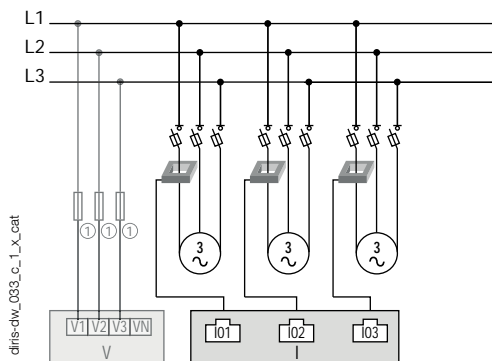 L1
L2
L3
1 1 1
3 3 3
~ ~ ~
V1 V2 V3 VN
V
I01 I02 I03
I
diris-dw_033_c_1_x_cat